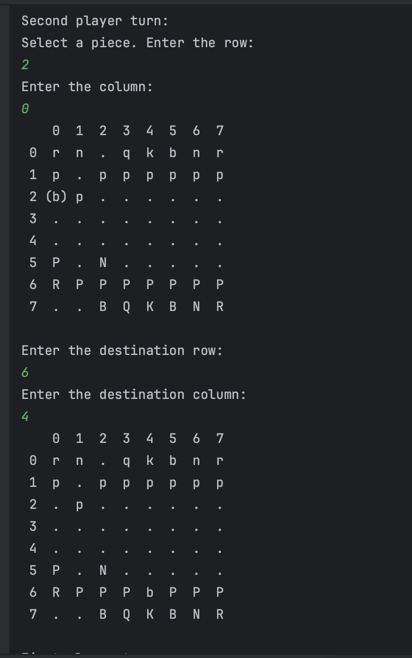 Second player turn:
Select a piece. Enter the row:
2
Enter the column:
0
0 1 2 3 4 5 6 7
0 r n . q k b n r
1 p . p p p p p p
2 (b) p . . . . . .
3 . . . . . . . .
4 . . . . . . . .
5 P . N . . . . .
6 R P P P P P P P
7 . . B Q K B N R
Enter the destination row:
6
Enter the destination column:
4
0 1 2 3 4 5 6 7
0 r n . q k b n r
1 p . p p p p p p
2 . p . . . . . .
3 . . . . . . . .
4 . . . . . . . .
5 P . N . . . . .
6 R P P P b P P P
7 . . B Q K B N R